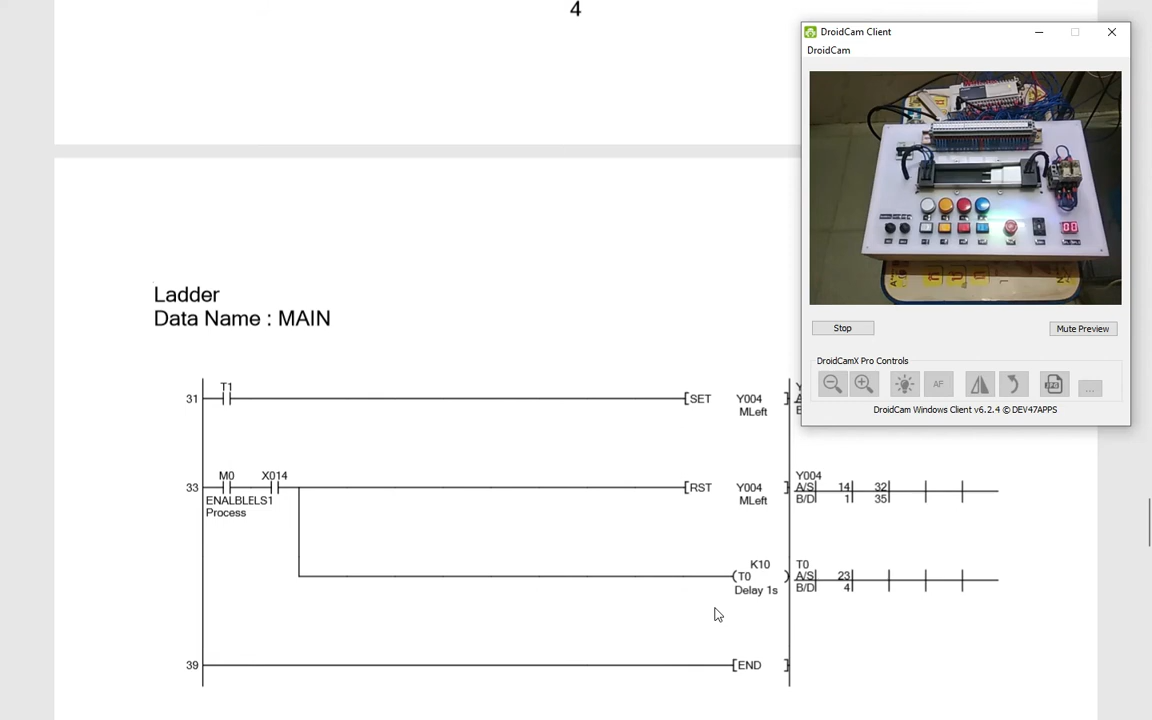 4
DroidCam Client
DroidCam
Stop
Mute Preview
DroidCamX Pro Controls
AF
JPG
...
DroidCam Windows Client v6.2.4 © DEV47APPS
Ladder
Data Name : MAIN
T1
31
SET Y004
MLeft
M0 X014
33
RST Y004
ENALBLELS1
Process
MLeft
Y004
A/S 14 32
B/D 1 35
K10
T0
Delay 1s
T0
A/S 23
B/D 4
39
END